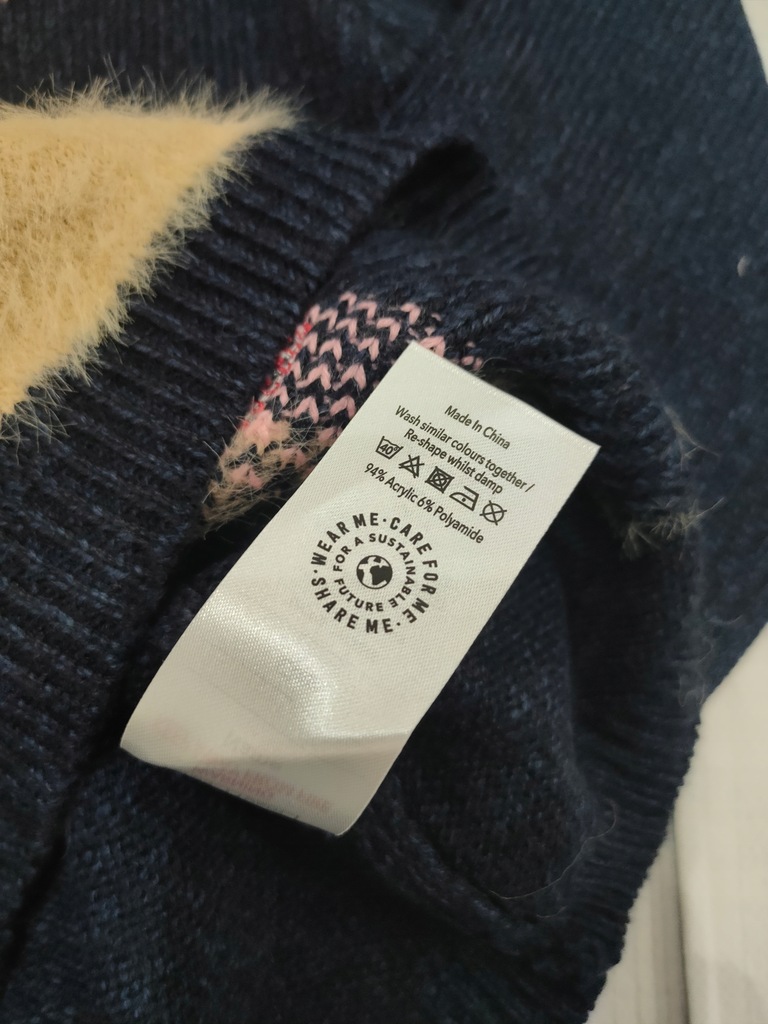 Made In China
Wash similar colours together /
Re-shape whilst damp
40°
94% Acrylic 6% Polyamide
WEAR ME · CARE FOR ME · SHARE ME ·
FOR A SUSTAINABLE FUTURE